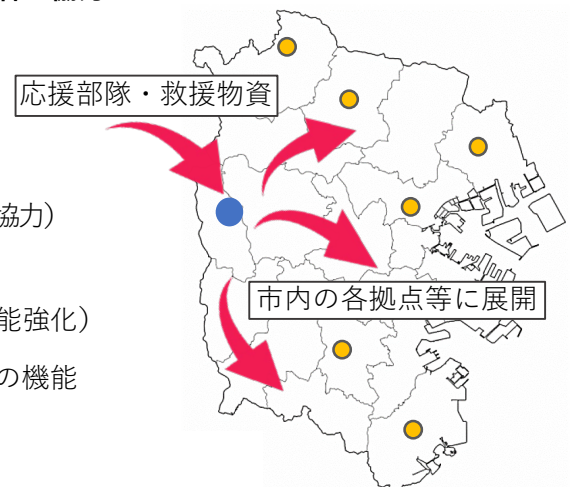 応援部隊・救援物資
協力）
市内の各拠点等に展開
能強化）
の機能